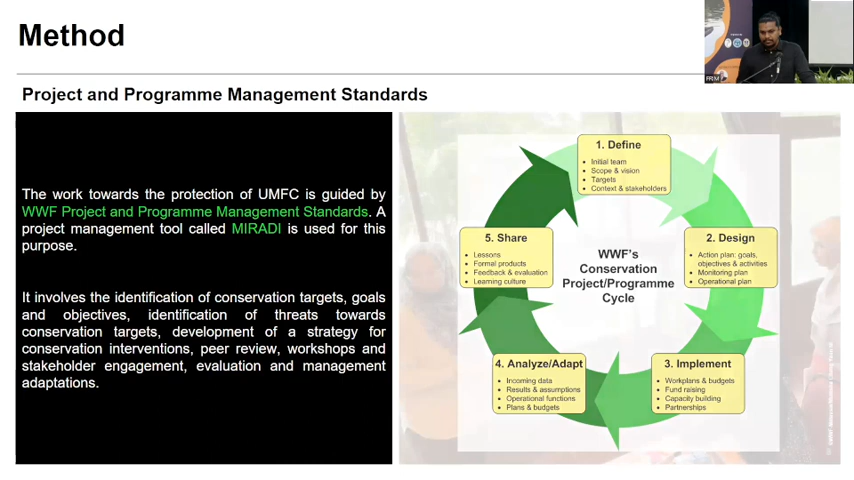 Method
Project and Programme Management Standards
The work towards the protection of UMFC is guided by
WWF Project and Programme Management Standards. A
project management tool called MIRADI is used for this
purpose.
It involves the identification of conservation targets, goals
and objectives, identification of threats towards
conservation targets, development of a strategy for
conservation interventions, peer review, workshops and
stakeholder engagement, evaluation and management
adaptations.
1. Define
• Initial team
• Scope & vision
• Targets
• Context & stakeholders
2. Design
• Action plan: goals,
objectives & activities
• Monitoring plan
• Operational plan
3. Implement
• Workplans & budgets
• Fund raising
• Capacity building
• Partnerships
4. Analyze/Adapt
• Incoming data
• Results & assumptions
• Operational functions
• Plans & budgets
5. Share
• Lessons
• Formal products
• Feedback & evaluation
• Learning culture
WWF's
Conservation
Project/Programme
Cycle
FRIM